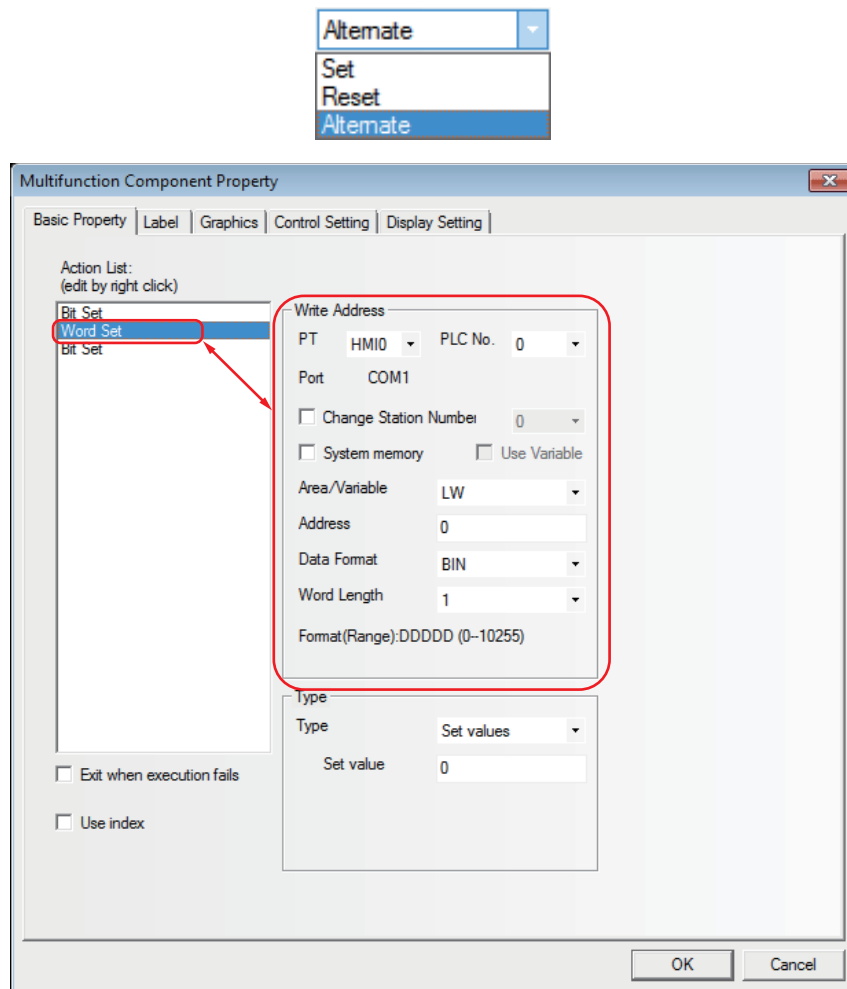 Alternate
Set
Reset
Alternate
Multifunction Component Property
Basic Property Label Graphics Control Setting Display Setting
Action List:
(edit by right click)
Bit Set
Word Set
Bit Set
Write Address
PT HMI0 PLC No. 0
Port COM1
Change Station Number 0
System memory Use Variable
Area/Variable LW
Address 0
Data Format BIN
Word Length 1
Format(Range):DDDDD (0--10255)
Type
Type Set values
Set value 0
Exit when execution fails
Use index
OK Cancel